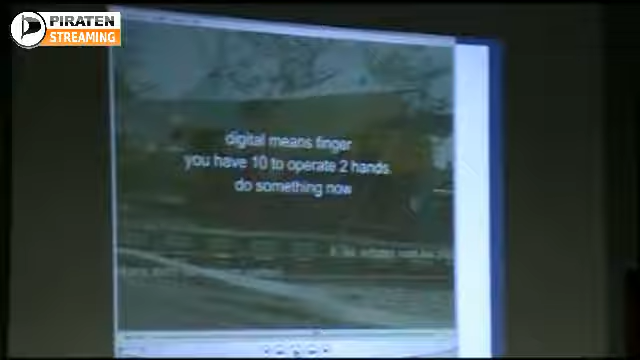 PIRATEN
STREAMING
digital means finger
you have 10 to operate 2 hands
do something now